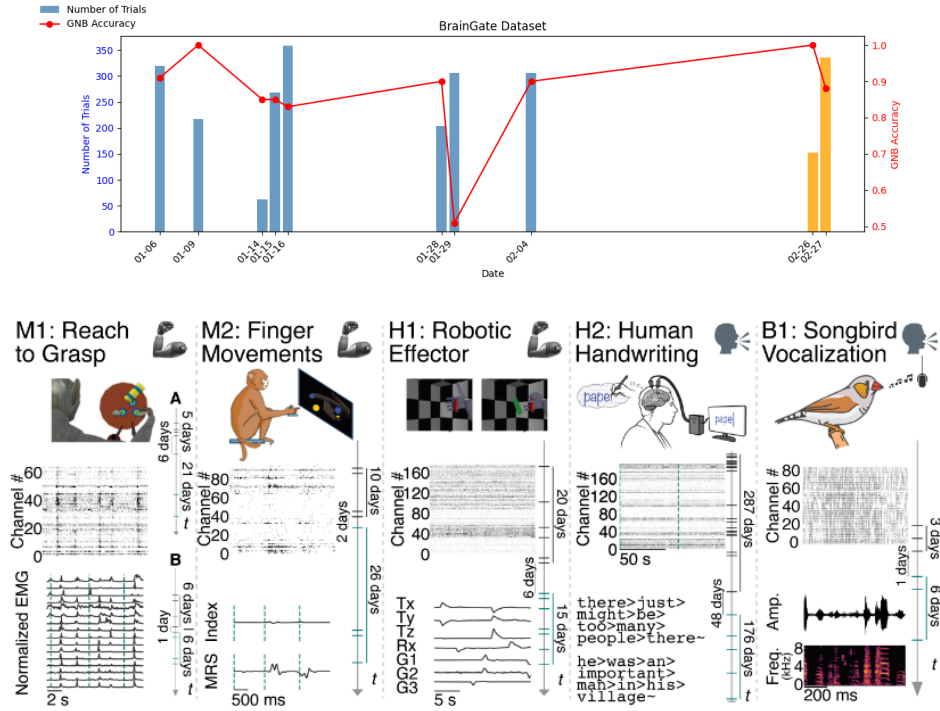 Number of Trials
GNB Accuracy
BrainGate Dataset
Number of Trials
350
300
250
200
150
100
50
0
1.0
0.9
0.8
0.7
0.6
0.5
GNB Accuracy
01-06
01-09
01-14
01-15
01-16
01-28
01-29
02-04
02-26
02-27
Date
M1: Reach
to Grasp
A
5 days
6 days
21 days
t
Channel #
60
40
20
0
B
6 days
1 day
6 days
t
Normalized EMG
2 s
M2: Finger
Movements
Channel #
80
60
40
20
0
10 days
2 days
26 days
Index
MRS
500 ms
t
H1: Robotic
Effector
Channel #
160
120
80
40
0
20 days
6 days
15 days
Tx
Ty
Tz
Rx
G1
G2
G3
5 s
t
H2: Human
Handwriting
paper
pape
Channel #
160
120
80
40
0
50 s
287 days
48 days
176 days
there>just>
might>be>
too>many>
people>there~
he>was>an>
important>
man>in>his>
village~
t
B1: Songbird
Vocalization
Channel #
80
60
40
20
0
3 days
1 days
6 days
Amp.
Freq.
(kHz)
8
4
0
200 ms
t